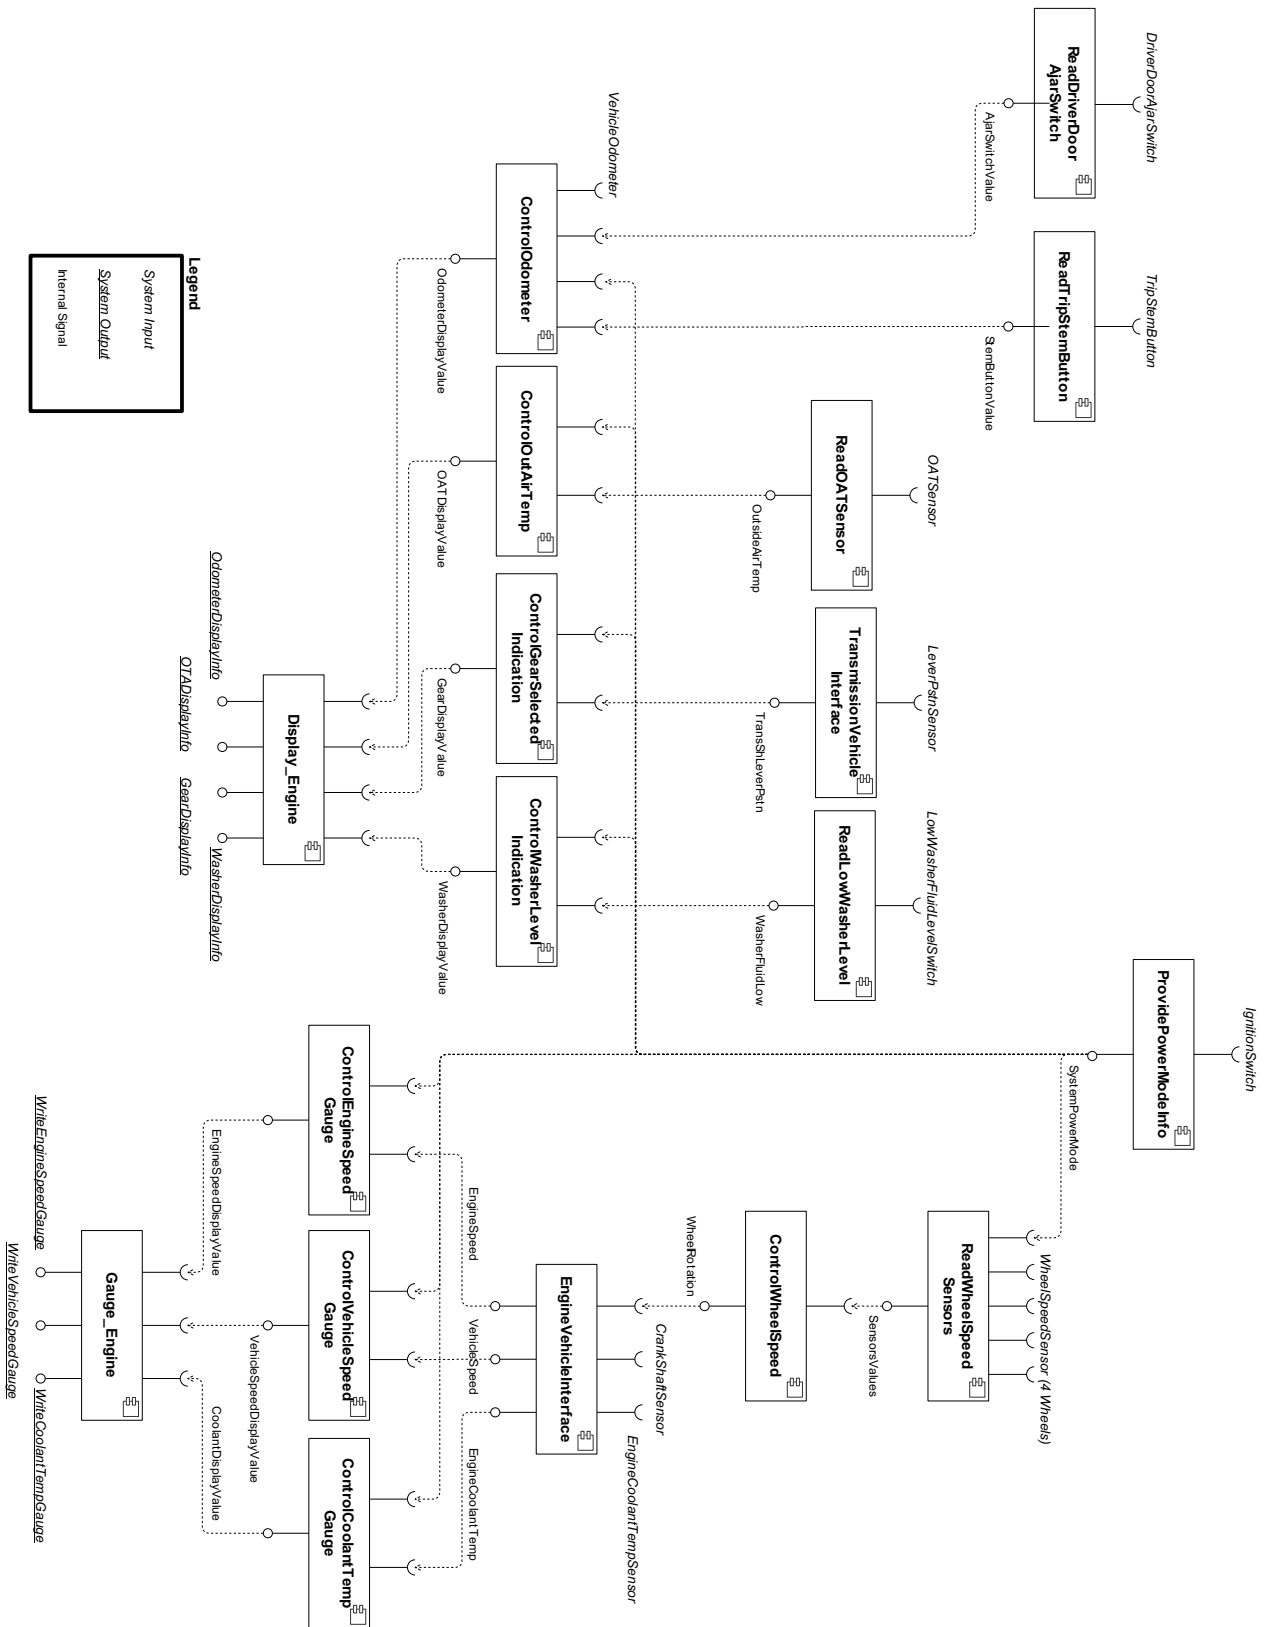 DriverDoorAjarSwitch
ReadDriverDoor
AjarSwitch
AjarSwitchValue
TripStemButton
ReadTripStemButton
StemButtonValue
IgnitionSwitch
ProvidePowerModeInfo
SystemPowerMode
OATSensor
ReadOATSensor
OutsideAirTemp
LeverPstnSensor
TransmissionVehicle
Interface
TransShLeverPstn
LowWasherFluidLevelSwitch
ReadLowWasherLevel
WasherFluidLow
WheelSpeedSensor (4 Wheels)
ReadWheelSpeed
Sensors
SensorsValues
ControlWheelSpeed
WheelRotation
CrankShaftSensor
EngineCoolantTempSensor
EngineVehicleInterface
EngineSpeed
VehicleSpeed
EngineCoolantTemp
VehicleOdometer
ControlOdometer
OdometerDisplayValue
ControlOutAirTemp
OATDisplayValue
ControlGearSelected
Indication
GearDisplayValue
ControlWasherLevel
Indication
WasherDisplayValue
ControlEngineSpeed
Gauge
EngineSpeedDisplayValue
ControlVehicleSpeed
Gauge
VehicleSpeedDisplayValue
ControlCoolantTemp
Gauge
CoolantDisplayValue
Display_Engine
OdometerDisplayInfo
OTADisplayInfo
GearDisplayInfo
WasherDisplayInfo
Gauge_Engine
WriteEngineSpeedGauge
WriteVehicleSpeedGauge
WriteCoolantTempGauge
Legend
System Input
System Output
Internal Signal